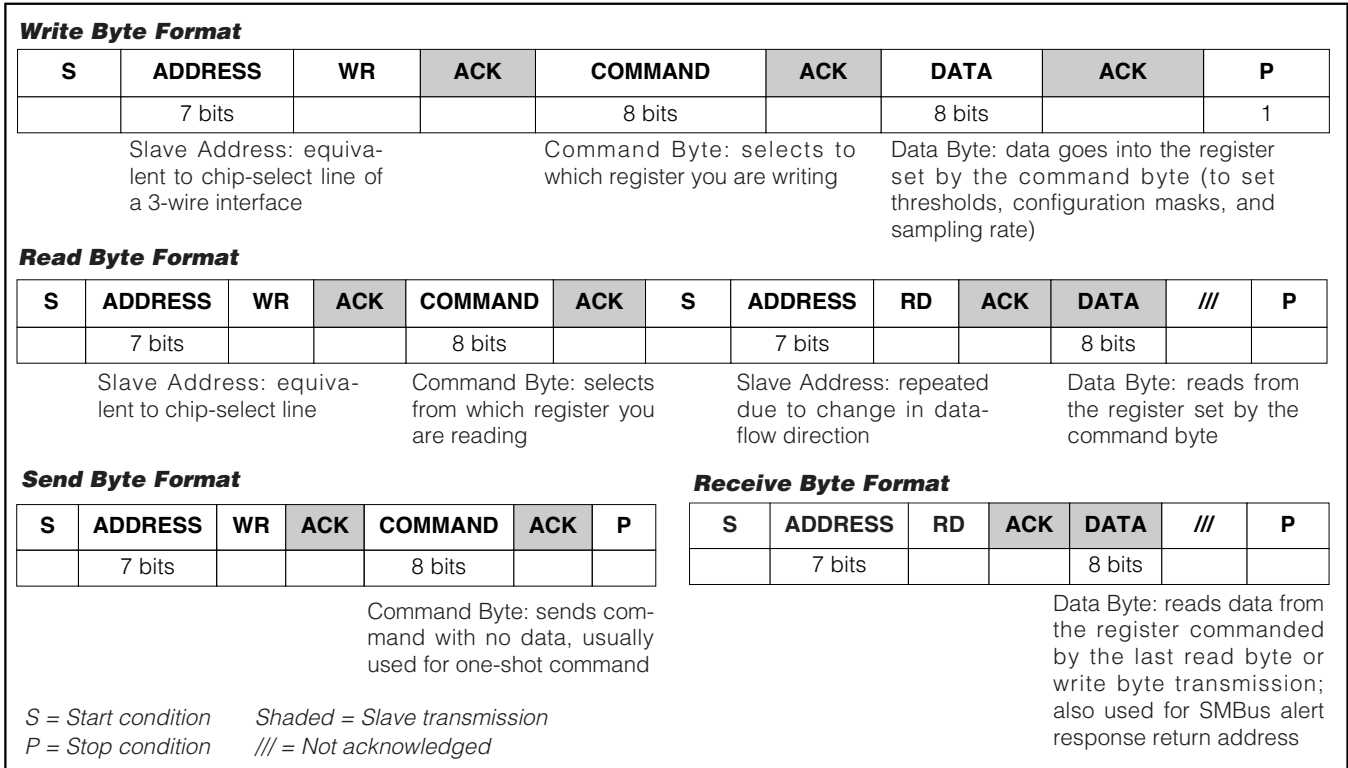 Write Byte Format
S ADDRESS WR ACK COMMAND ACK DATA ACK P
7 bits 8 bits 8 bits 1
Slave Address: equiva-
lent to chip-select line of
a 3-wire interface
Command Byte: selects to
which register you are writing
Data Byte: data goes into the register
set by the command byte (to set
thresholds, configuration masks, and
sampling rate)
Read Byte Format
S ADDRESS WR ACK COMMAND ACK S ADDRESS RD ACK DATA /// P
7 bits 8 bits 7 bits 8 bits
Slave Address: equiva-
lent to chip-select line
Command Byte: selects
from which register you
are reading
Slave Address: repeated
due to change in data-
flow direction
Data Byte: reads from
the register set by the
command byte
Send Byte Format
S ADDRESS WR ACK COMMAND ACK P
7 bits 8 bits
Command Byte: sends com-
mand with no data, usually
used for one-shot command
Receive Byte Format
S ADDRESS RD ACK DATA /// P
7 bits 8 bits
Data Byte: reads data from
the register commanded
by the last read byte or
write byte transmission;
also used for SMBus alert
response return address
S = Start condition Shaded = Slave transmission
P = Stop condition /// = Not acknowledged